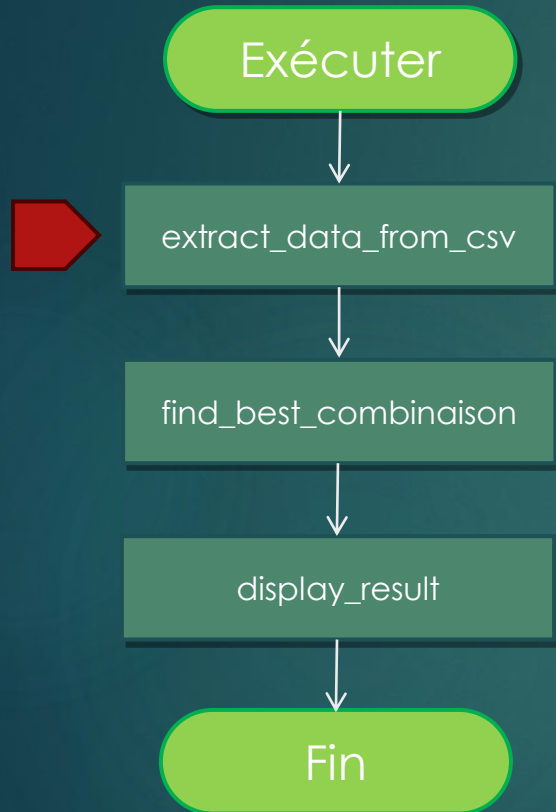 Exécuter
extract_data_from_csv
find_best_combinaison
display_result
Fin